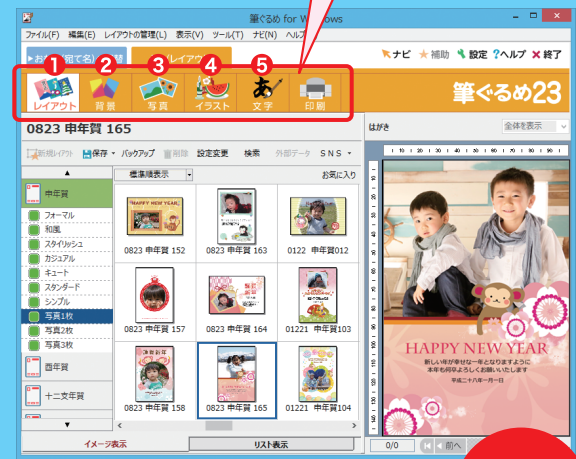 筆ぐるめ for Windows
ファイル(F) 編集(E) レイアウトの管理(L) 表示(V) ツール(T) ナビ(N) ヘルプ
ナビ 補助 設定 ?ヘルプ 終了
1 2 3 4 5
レイアウト 背景 写真 イラスト 文字 印刷
筆ぐるめ23
0823 申年賀 165
はがき 全体を表示
新規レイアウト 保存 バックアップ 削除 設定変更 検索 外部データ SNS
標準順表示 お気に入り
申年賀
フォーマル
和風
スタイリッシュ
カジュアル
キュート
スタンダード
シンプル
写真1枚
写真2枚
写真3枚
酉年賀
十二支年賀
HAPPY NEW YEAR
0823 申年賀 152 0823 申年賀 163 0122 申年賀012
0823 申年賀 157 0823 申年賀 164 01221 申年賀103
0823 申年賀 158 0823 申年賀 165 01221 申年賀104
イメージ表示 リスト表示
HAPPY NEW YEAR
新しい年が幸せな一年となりますように
本年も何卒よろしくお願いいたします
平成二十八年一月一日
0/0 前へ